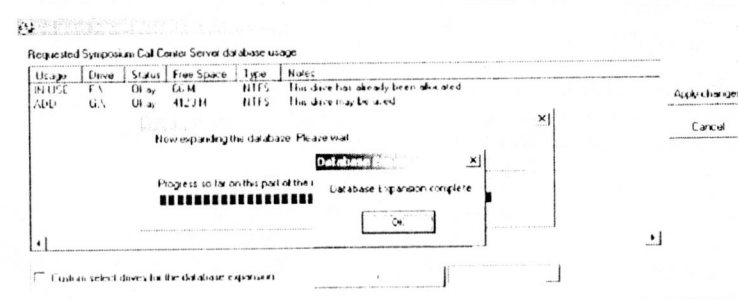 Requested Symposium Call Center Server database usage
Usage Drive Status Free Space Type Notes
IN USE F:\ Okay 66 M NTFS This drive has already been allocated
ADD G:\ Okay NTFS This drive may be used
Apply changes
Cancel
Now expanding the database. Please wait
Database
Progress so far on this part of the
Database Expansion complete
OK
Custom select drives for the database expansion